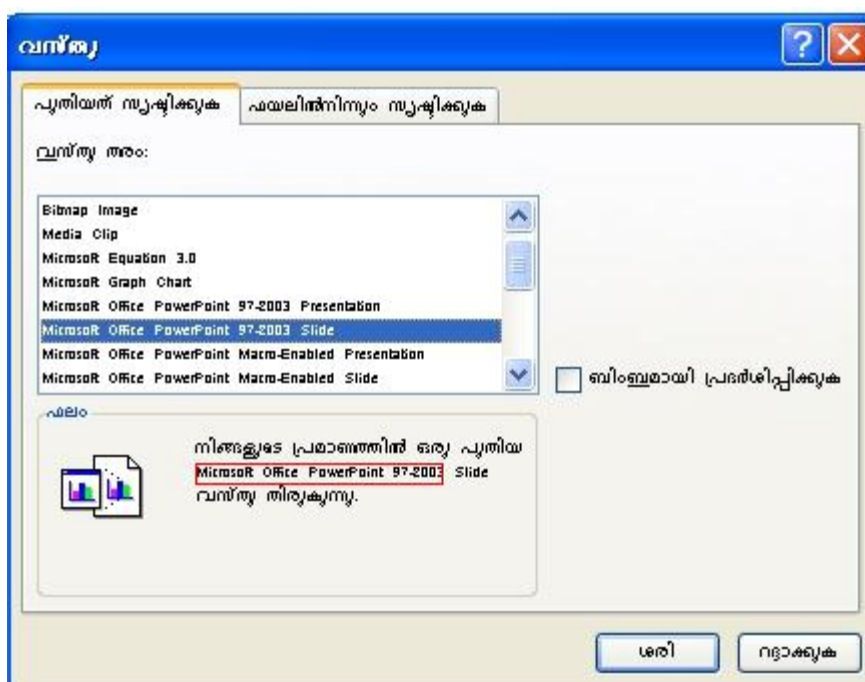 വസ്തു
പുതിയത് സൃഷ്ടിക്കുക
ഫയലിൽനിന്നും സൃഷ്ടിക്കുക
വസ്തു തരം:
Bitmap Image
Media Clip
Microsoft Equation 3.0
Microsoft Graph Chart
Microsoft Office PowerPoint 97-2003 Presentation
Microsoft Office PowerPoint 97-2003 Slide
Microsoft Office PowerPoint Macro-Enabled Presentation
Microsoft Office PowerPoint Macro-Enabled Slide
ബിംബമായി പ്രദർശിപ്പിക്കുക
ഫലം
നിങ്ങളുടെ പ്രമാണത്തിൽ ഒരു പുതിയ
Microsoft Office PowerPoint 97-2003 Slide
വസ്തു തിരുകുന്നു.
ശരി
റദ്ദാക്കുക